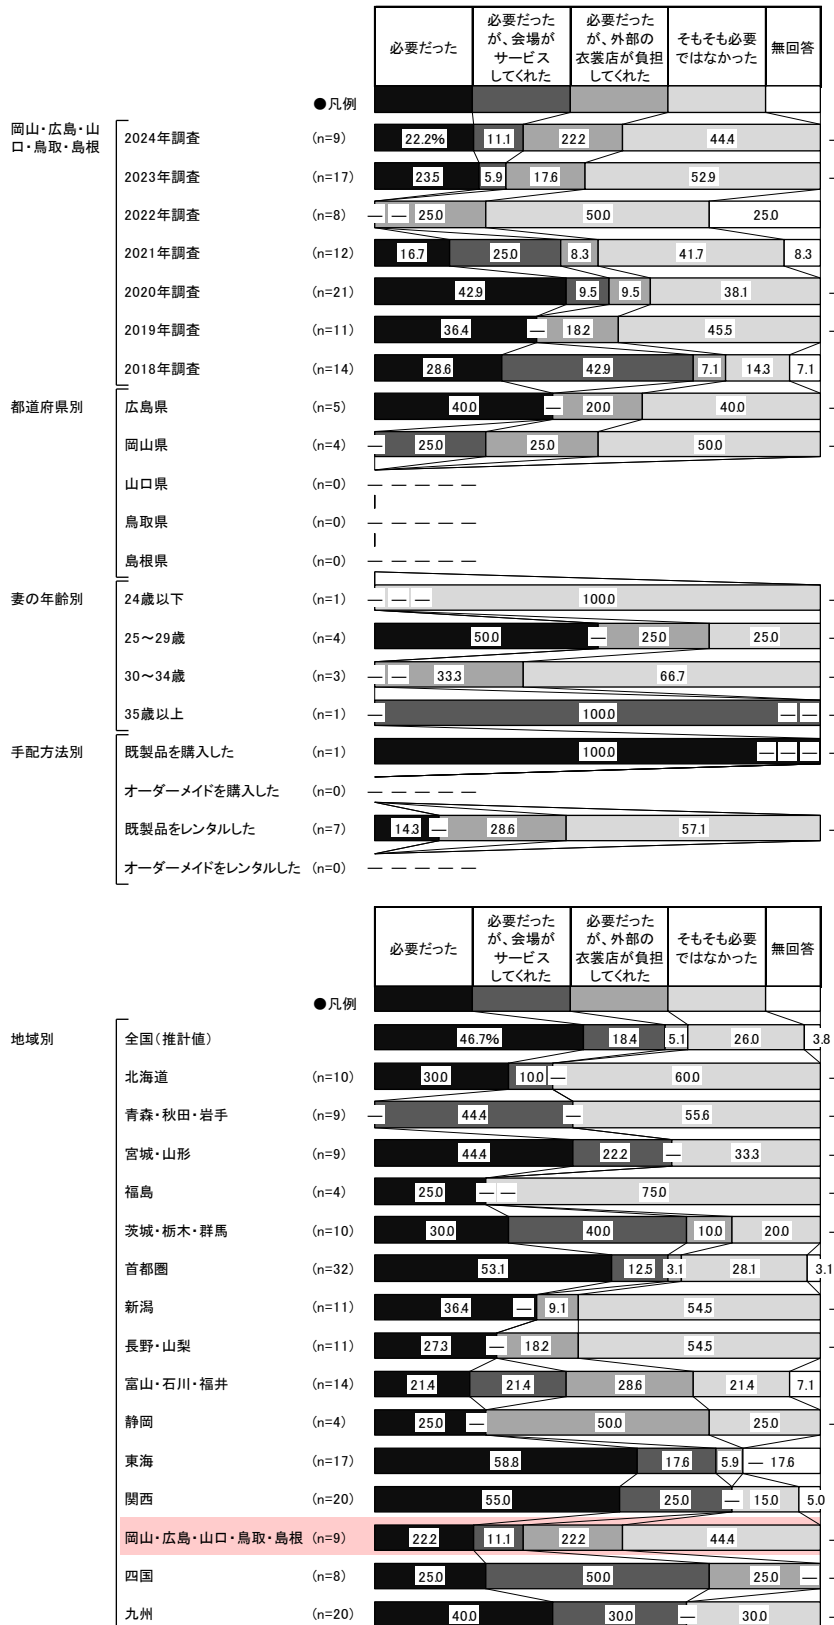 必要だった
必要だった
が、会場が
サービス
してくれた
必要だった
が、外部の
衣裳店が負担
してくれた
そもそも必要
ではなかった
無回答
●凡例
岡山・広島・山
口・鳥取・島根
2024年調査 (n=9) 22.2% 11.1 22.2 44.4 —
2023年調査 (n=17) 23.5 5.9 17.6 52.9 —
2022年調査 (n=8) — — 25.0 50.0 25.0
2021年調査 (n=12) 16.7 25.0 8.3 41.7 8.3
2020年調査 (n=21) 42.9 9.5 9.5 38.1 —
2019年調査 (n=11) 36.4 — 18.2 45.5 —
2018年調査 (n=14) 28.6 42.9 7.1 14.3 7.1
都道府県別
広島県 (n=5) 40.0 — 20.0 40.0 —
岡山県 (n=4) — 25.0 25.0 50.0 —
山口県 (n=0) — — — — —
鳥取県 (n=0) — — — — —
島根県 (n=0) — — — — —
妻の年齢別
24歳以下 (n=1) — — — 100.0 —
25～29歳 (n=4) 50.0 — 25.0 25.0 —
30～34歳 (n=3) — — 33.3 66.7 —
35歳以上 (n=1) — 100.0 — — —
手配方法別
既製品を購入した (n=1) 100.0 — — — —
オーダーメイドを購入した (n=0) — — — — —
既製品をレンタルした (n=7) 14.3 — 28.6 57.1 —
オーダーメイドをレンタルした (n=0) — — — — —
必要だった
必要だった
が、会場が
サービス
してくれた
必要だった
が、外部の
衣裳店が負担
してくれた
そもそも必要
ではなかった
無回答
●凡例
地域別
全国(推計値) 46.7% 18.4 5.1 26.0 3.8
北海道 (n=10) 30.0 10.0 — 60.0 —
青森・秋田・岩手 (n=9) — 44.4 — 55.6 —
宮城・山形 (n=9) 44.4 22.2 — 33.3 —
福島 (n=4) 25.0 — — 75.0 —
茨城・栃木・群馬 (n=10) 30.0 40.0 10.0 20.0 —
首都圏 (n=32) 53.1 12.5 3.1 28.1 3.1
新潟 (n=11) 36.4 — 9.1 54.5 —
長野・山梨 (n=11) 27.3 — 18.2 54.5 —
富山・石川・福井 (n=14) 21.4 21.4 28.6 21.4 7.1
静岡 (n=4) 25.0 — 50.0 25.0 —
東海 (n=17) 58.8 17.6 5.9 — 17.6
関西 (n=20) 55.0 25.0 — 15.0 5.0
岡山・広島・山口・鳥取・島根 (n=9) 22.2 11.1 22.2 44.4 —
四国 (n=8) 25.0 50.0 25.0 — —
九州 (n=20) 40.0 30.0 — 30.0 —